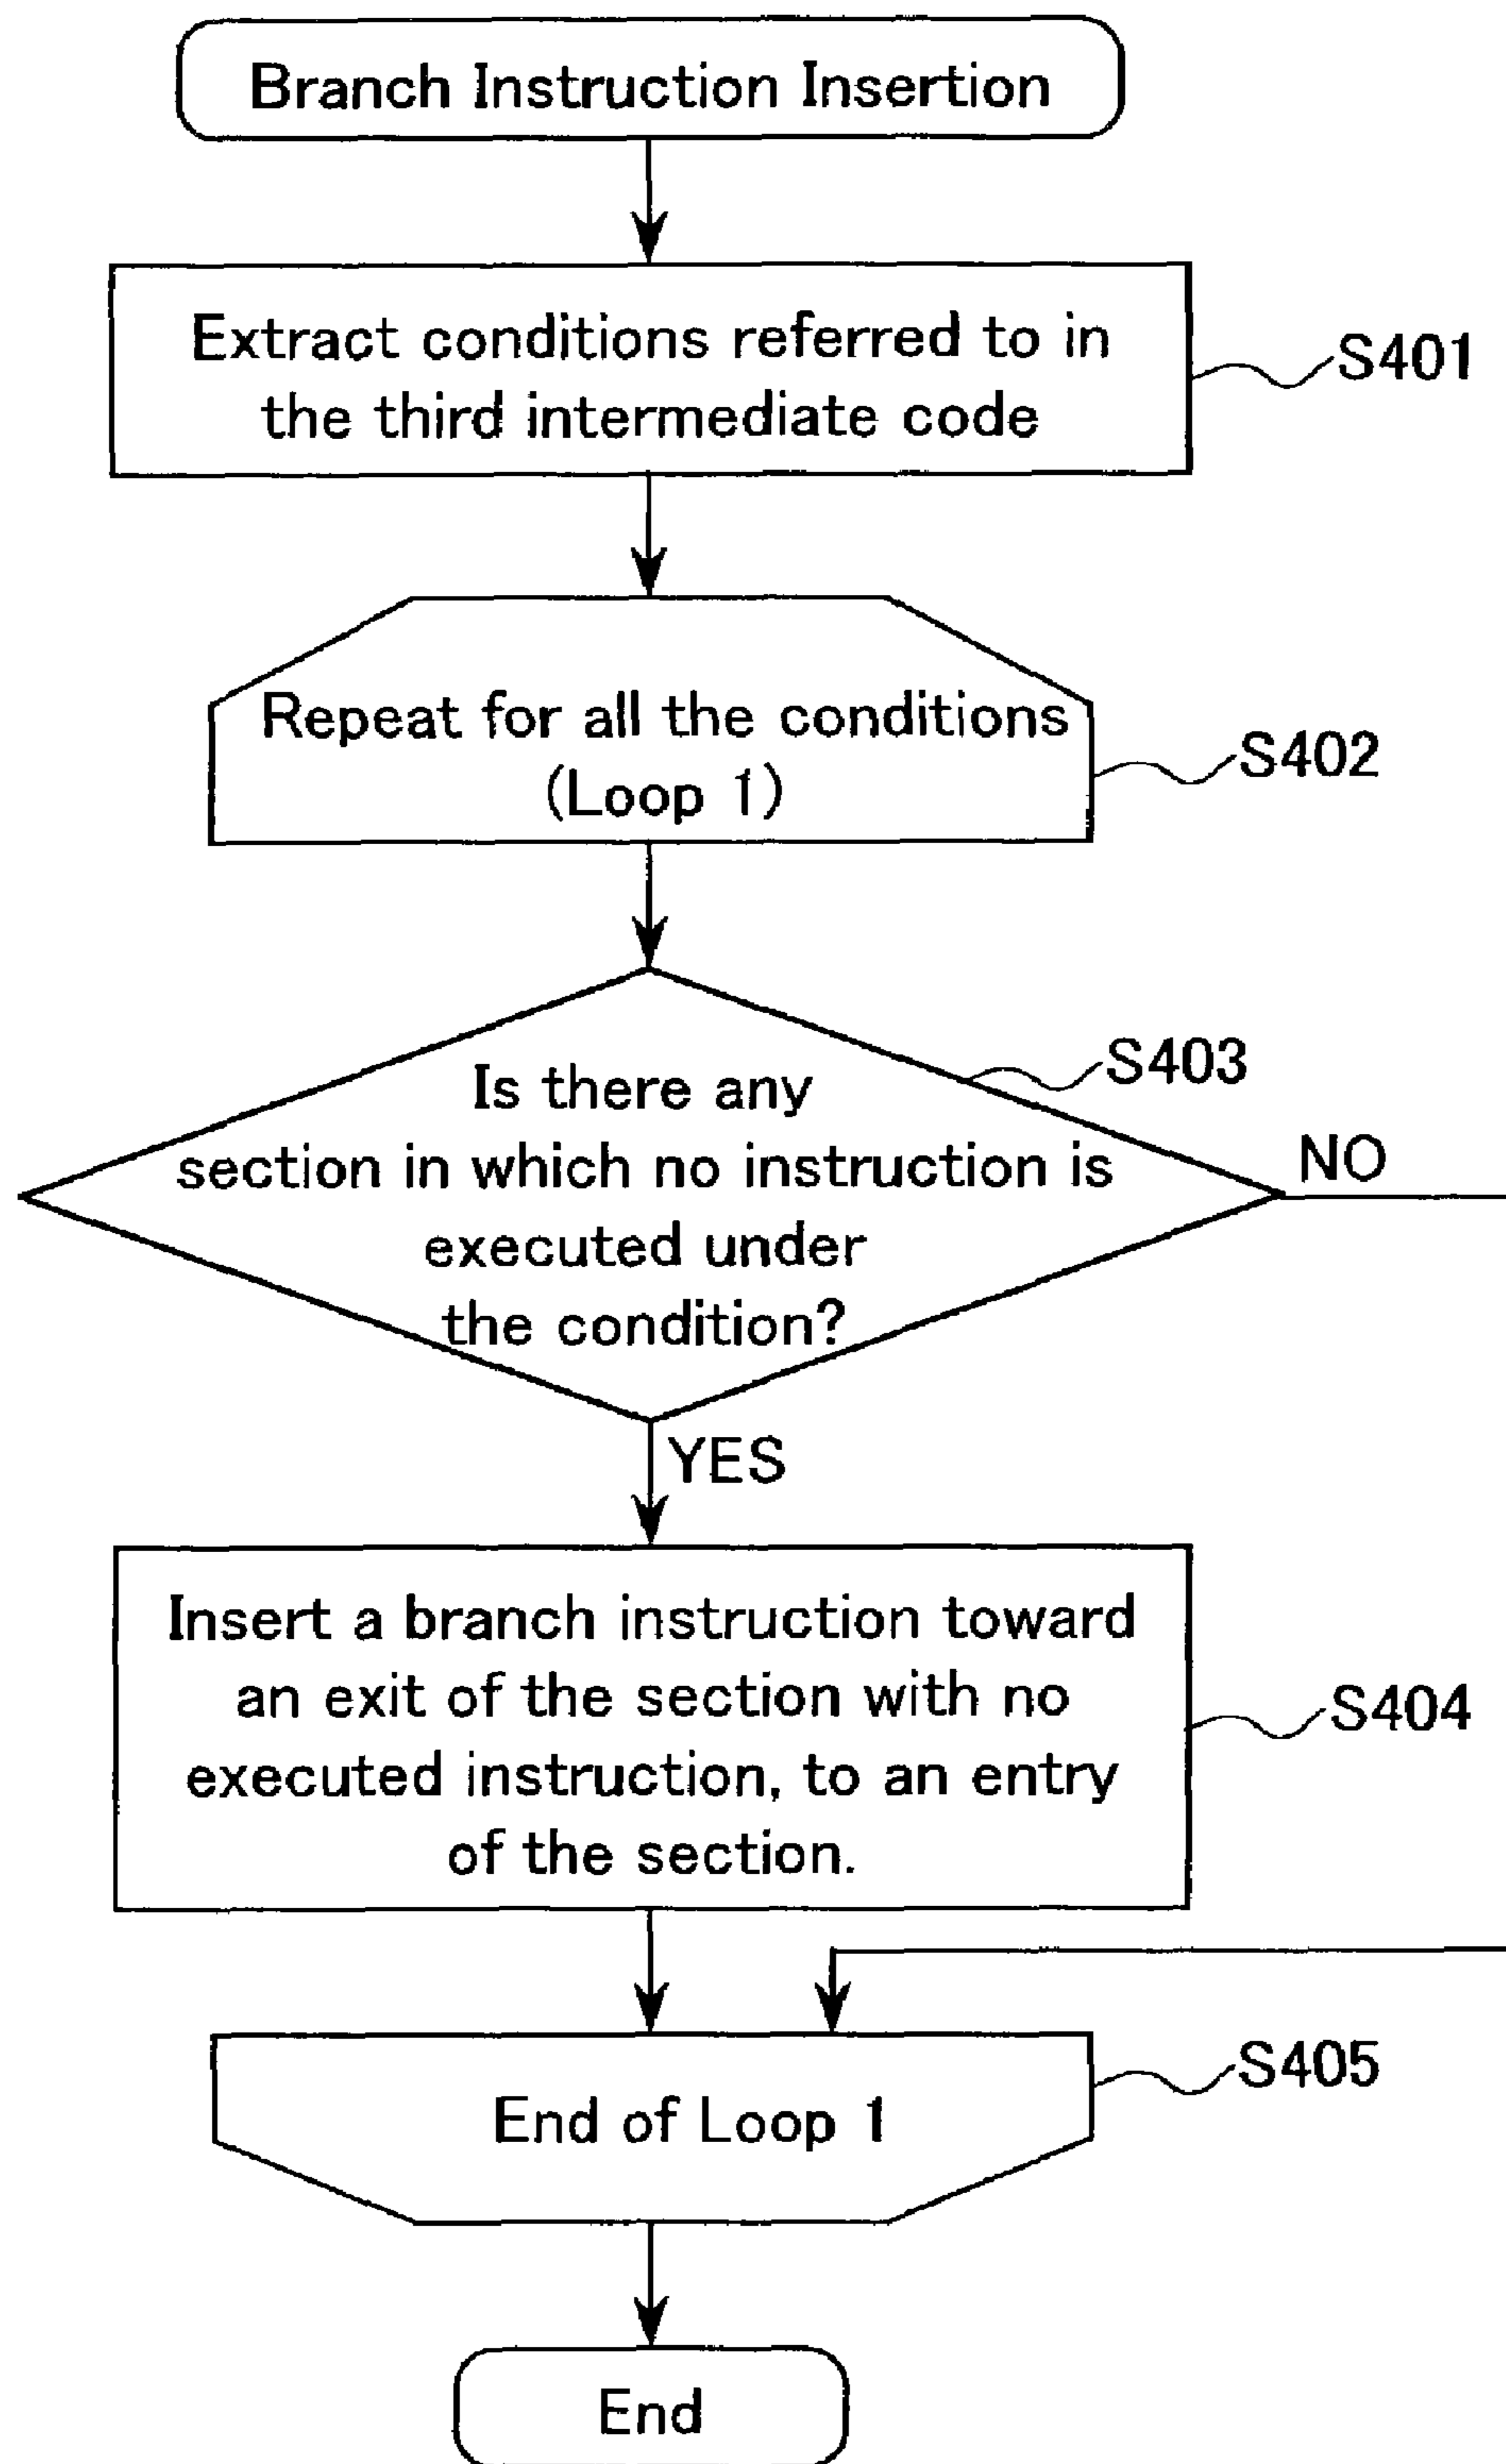 Branch Instruction Insertion
Extract conditions referred to in
the third intermediate code
S401
Repeat for all the conditions
(Loop 1)
S402
Is there any
section in which no instruction is
executed under
the condition?
S403
NO
YES
Insert a branch instruction toward
an exit of the section with no
executed instruction, to an entry
of the section.
S404
End of Loop 1
S405
End